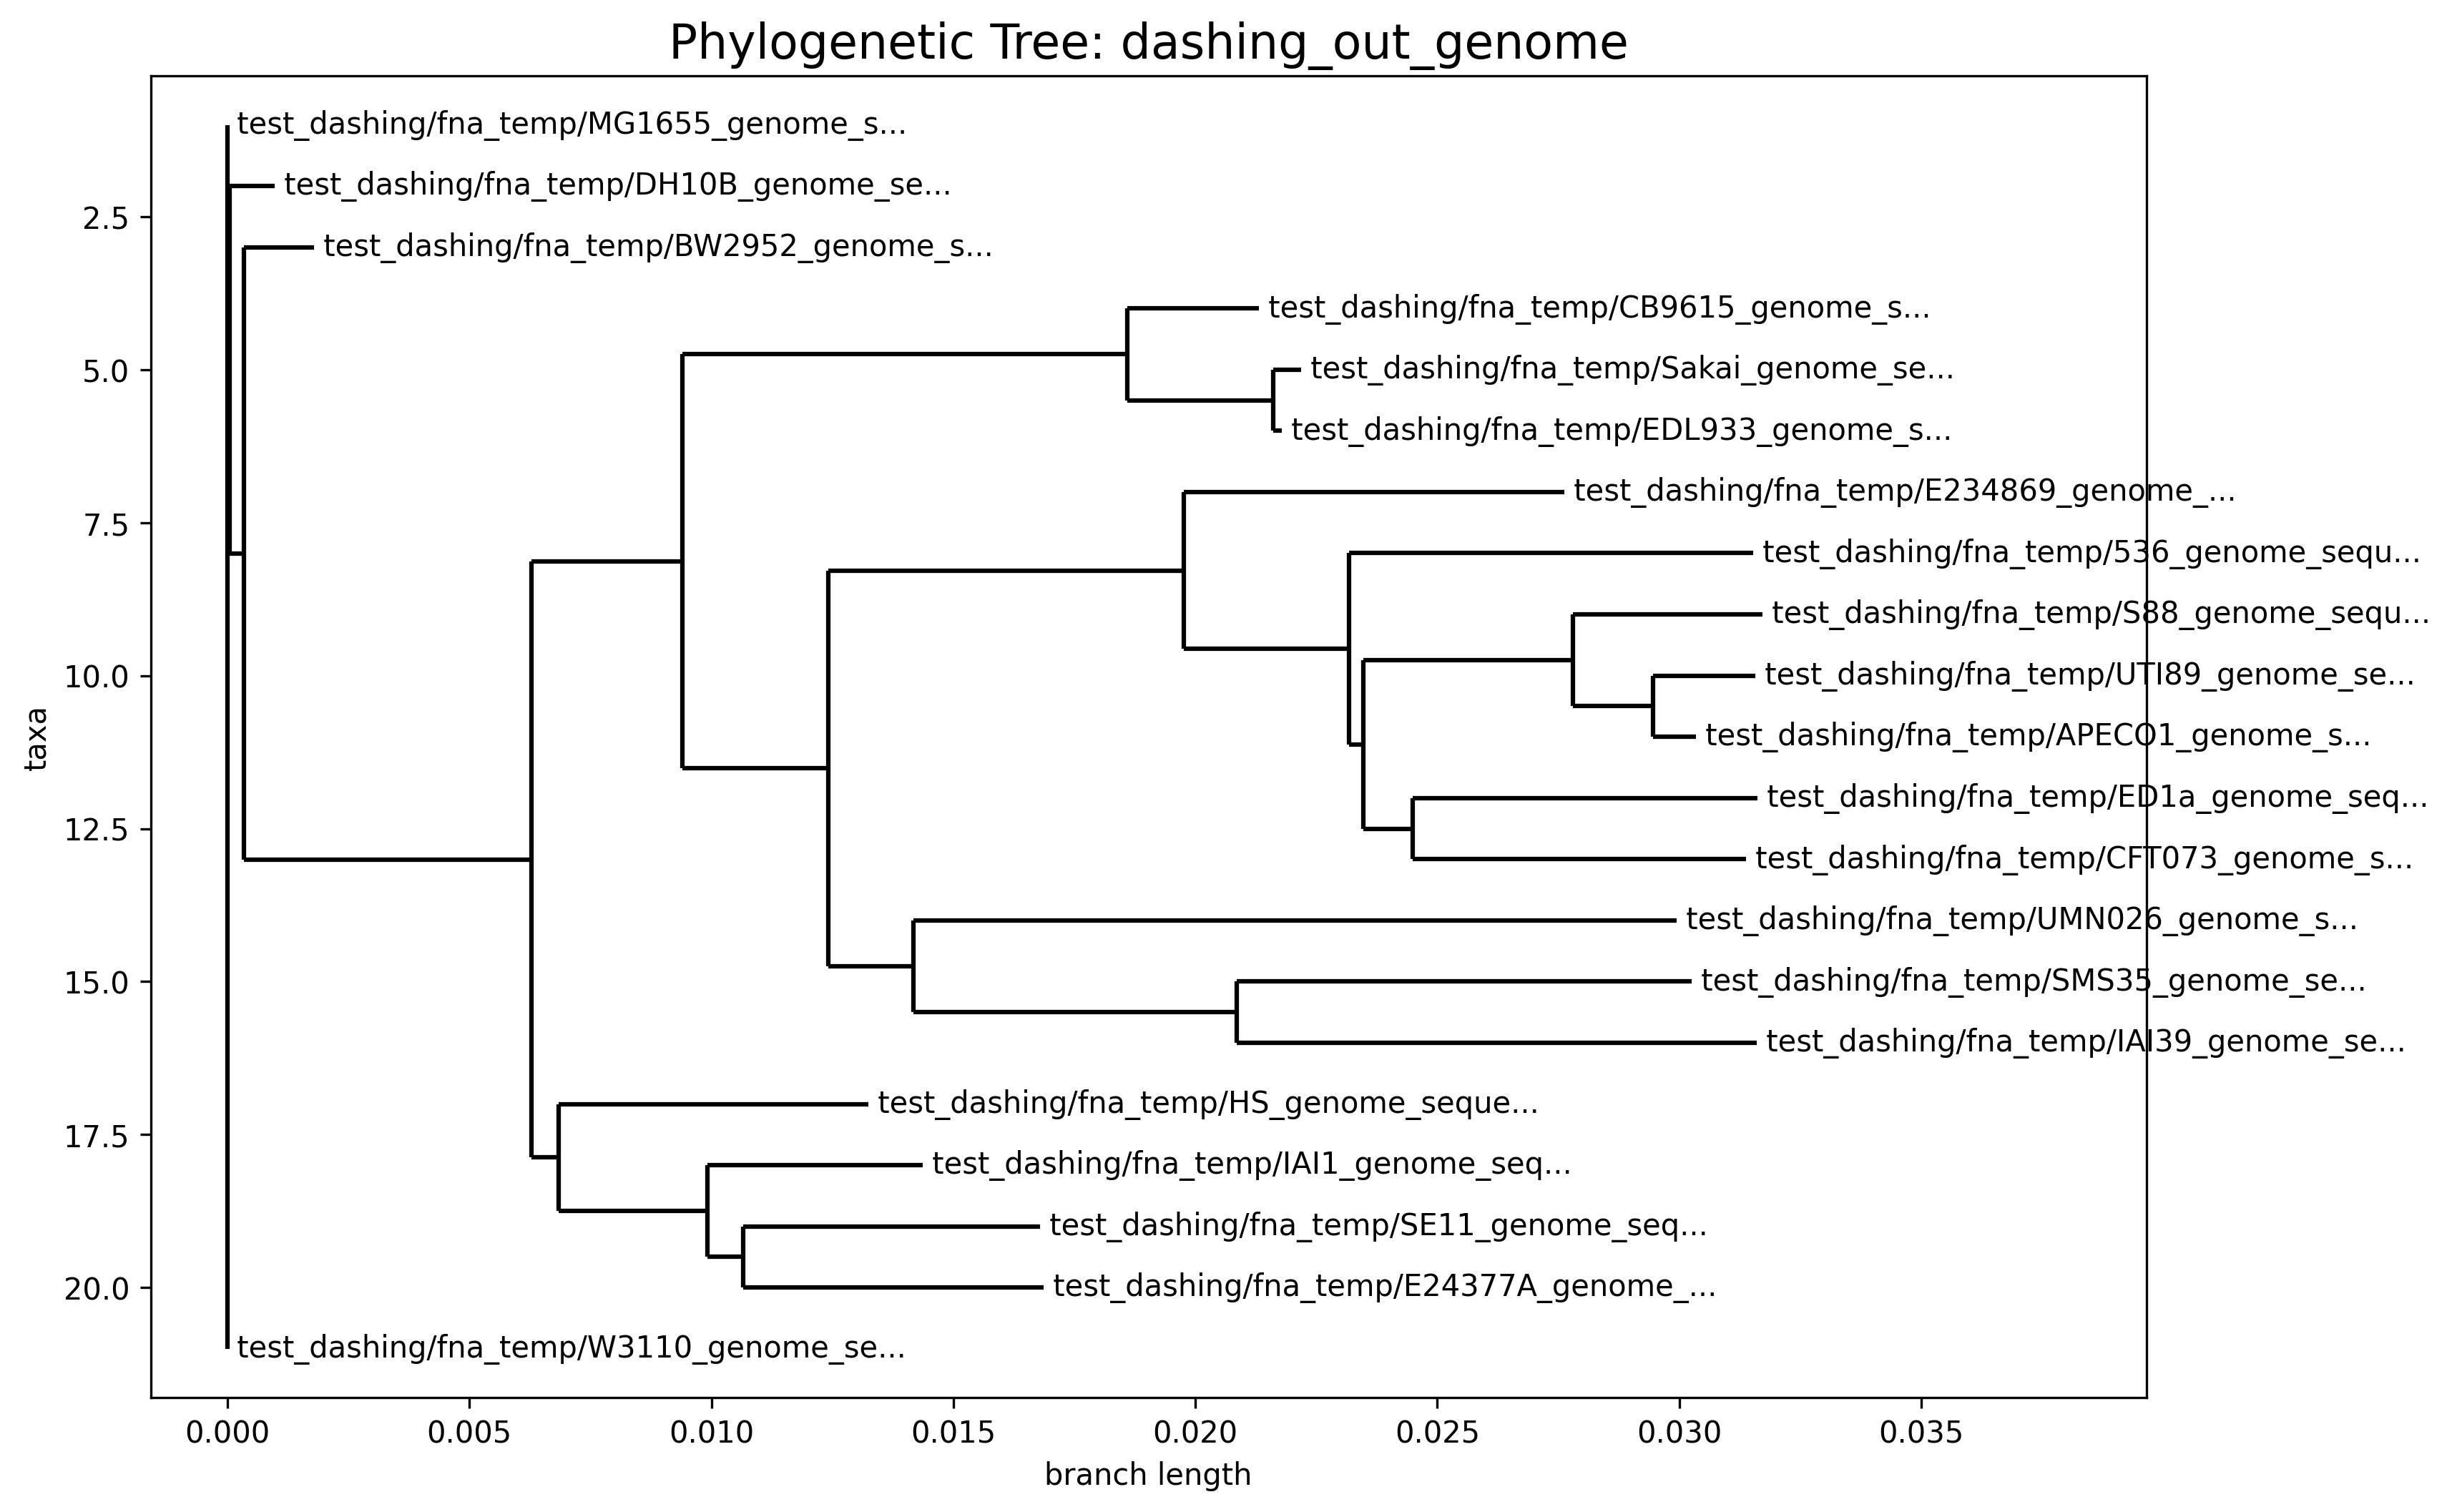 Phylogenetic Tree: dashing_out_genome
test_dashing/fna_temp/MG1655_genome_s...
test_dashing/fna_temp/DH10B_genome_se...
2.5
test_dashing/fna_temp/BW2952_genome_s...
test_dashing/fna_temp/CB9615_genome_s...
5.0
test_dashing/fna_temp/Sakai_genome_se...
test_dashing/fna_temp/EDL933_genome_s...
test_dashing/fna_temp/E234869_genome_...
7.5
test_dashing/fna_temp/536_genome_sequ...
test_dashing/fna_temp/S88_genome_sequ...
10.0
test_dashing/fna_temp/UTI89_genome_se...
test_dashing/fna_temp/APECO1_genome_s...
taxa
test_dashing/fna_temp/ED1a_genome_seq...
12.5
test_dashing/fna_temp/CFT073_genome_s...
test_dashing/fna_temp/UMN026_genome_s...
15.0
test_dashing/fna_temp/SMS35_genome_se...
test_dashing/fna_temp/IAI39_genome_se...
test_dashing/fna_temp/HS_genome_seque...
17.5
test_dashing/fna_temp/IAI1_genome_seq...
test_dashing/fna_temp/SE11_genome_seq...
20.0
test_dashing/fna_temp/E24377A_genome_...
test_dashing/fna_temp/W3110_genome_se...
0.000 0.005 0.010 0.015 0.020 0.025 0.030 0.035
branch length